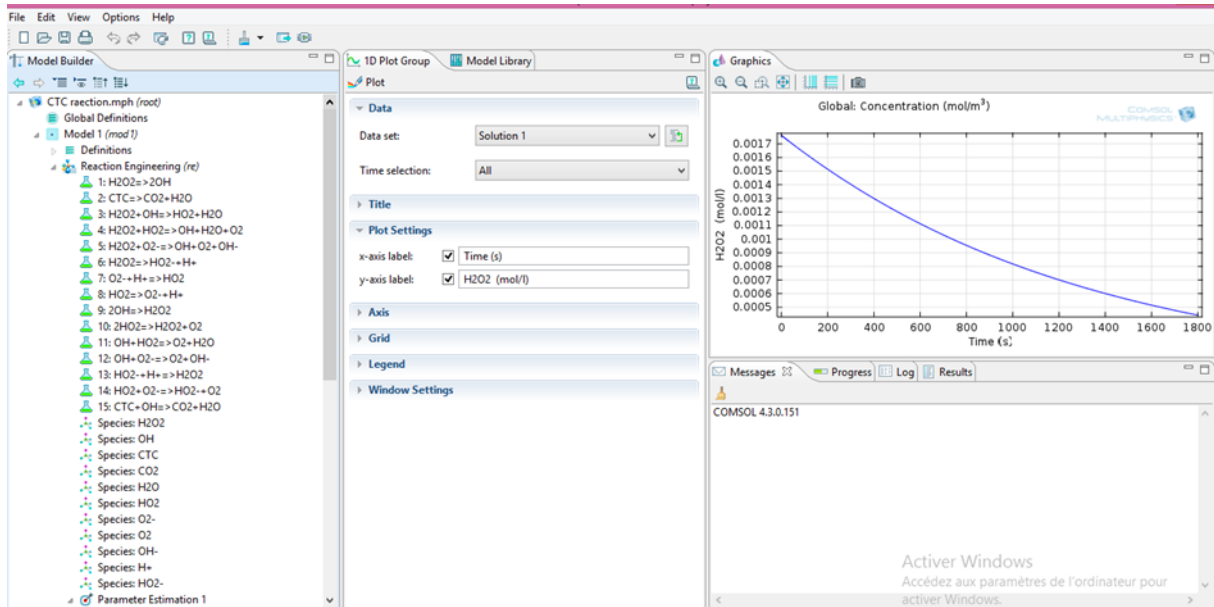 File Edit View Options Help
Model Builder
CTC raection.mph (root)
Global Definitions
Model 1 (mod1)
Definitions
Reaction Engineering (re)
1: H2O2=>2OH
2: CTC=>CO2+H2O
3: H2O2+OH=>HO2+H2O
4: H2O2+HO2=>OH+H2O+O2
5: H2O2+O2-=>OH+O2+OH-
6: H2O2=>HO2-+H+
7: O2-+H+=>HO2
8: HO2=>O2-+H+
9: 2OH=>H2O2
10: 2HO2=>H2O2+O2
11: OH+HO2=>O2+H2O
12: OH+O2-=>O2+OH-
13: HO2-+H+=>H2O2
14: HO2+O2-=>HO2-+O2
15: CTC+OH=>CO2+H2O
Species: H2O2
Species: OH
Species: CTC
Species: CO2
Species: H2O
Species: HO2
Species: O2-
Species: O2
Species: OH-
Species: H+
Species: HO2-
Parameter Estimation 1
1D Plot Group Model Library
Plot
Data
Data set: Solution 1
Time selection: All
Title
Plot Settings
x-axis label: Time (s)
y-axis label: H2O2 (mol/l)
Axis
Grid
Legend
Window Settings
Graphics
Global: Concentration (mol/m³)
COMSOL
MULTIPHYSICS
0.0017
0.0016
0.0015
0.0014
0.0013
0.0012
0.0011
0.001
0.0009
0.0008
0.0007
0.0006
0.0005
H2O2 (mol/l)
0 200 400 600 800 1000 1200 1400 1600 1800
Time (s)
Messages Progress Log Results
COMSOL 4.3.0.151
Activer Windows
Accédez aux paramètres de l'ordinateur pour
activer Windows.